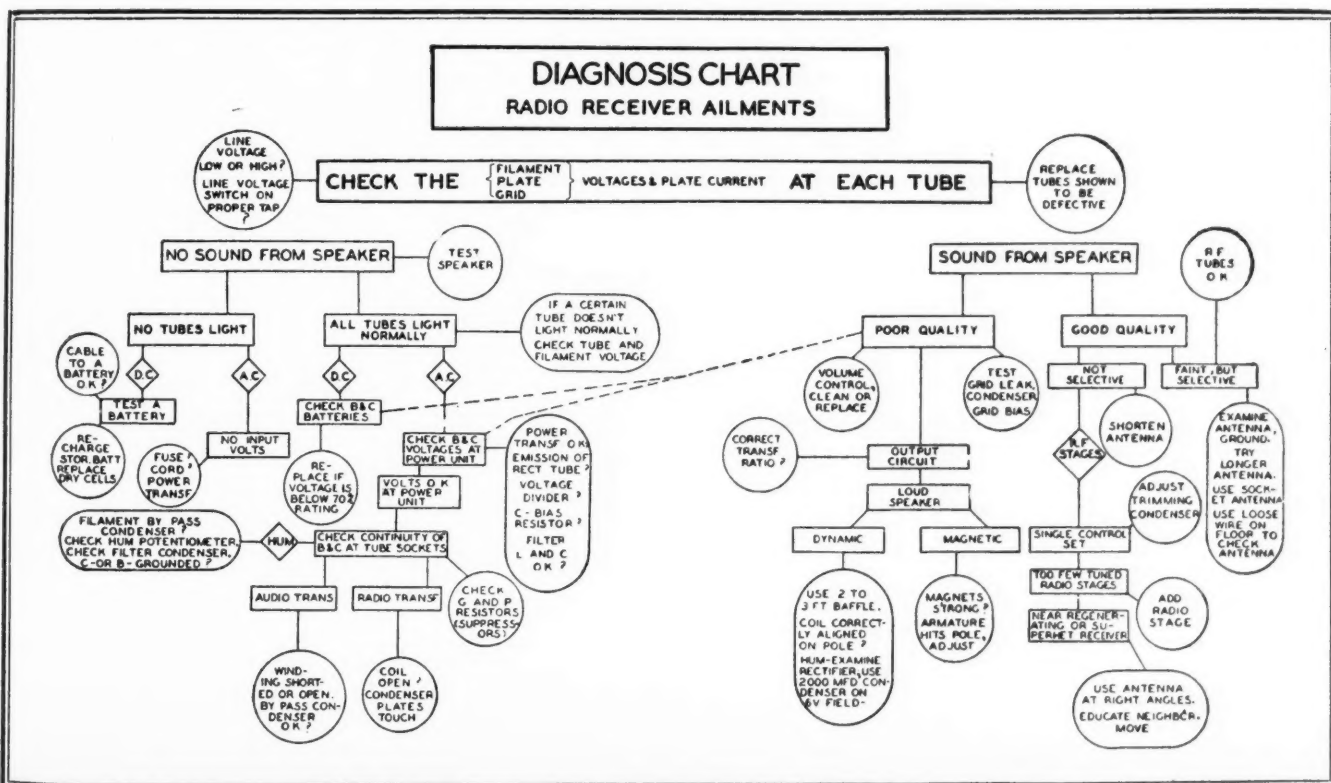 DIAGNOSIS CHART
RADIO RECEIVER AILMENTS
LINE
VOLTAGE
LOW OR HIGH?
LINE VOLTAGE
SWITCH ON
PROPER TAP
?
CHECK THE { FILAMENT PLATE GRID } VOLTAGES & PLATE CURRENT AT EACH TUBE
REPLACE
TUBES SHOWN
TO BE
DEFECTIVE
NO SOUND FROM SPEAKER
TEST
SPEAKER
NO TUBES LIGHT
ALL TUBES LIGHT
NORMALLY
IF A CERTAIN
TUBE DOESN'T
LIGHT NORMALLY
CHECK TUBE AND
FILAMENT VOLTAGE
CABLE
TO A
BATTERY
OK?
D.C.
A.C.
D.C.
A.C.
TEST A
BATTERY
RE-
CHARGE
STOR. BATT
REPLACE
DRY CELLS
NO INPUT
VOLTS
FUSE?
CORD?
POWER
TRANSF
CHECK B&C
BATTERIES
RE-
PLACE IF
VOLTAGE IS
BELOW 70%
RATING
CHECK B&C
VOLTAGES AT
POWER UNIT
POWER
TRANSF OK?
EMISSION OF
RECT TUBE?
VOLTAGE
DIVIDER?
C-BIAS
RESISTOR?
FILTER
L AND C
OK?
VOLTS OK
AT POWER
UNIT
FILAMENT BY PASS
CONDENSER?
CHECK HUM POTENTIOMETER,
CHECK FILTER CONDENSER,
C-OR B-GROUNDED?
HUM
CHECK CONTINUITY OF
B&C AT TUBE SOCKETS
AUDIO TRANS
RADIO TRANSF
CHECK
G AND P
RESISTORS
(SUPPRESS-
ORS)
WIND-
ING SHORT-
ED OR OPEN.
BY PASS CON-
DENSER
OK?
COIL
OPEN?
CONDENSER
PLATES
TOUCH
SOUND FROM SPEAKER
RF
TUBES
OK
POOR QUALITY
GOOD QUALITY
VOLUME
CONTROL,
CLEAN OR
REPLACE
TEST
GRID LEAK,
CONDENSER
GRID BIAS
NOT
SELECTIVE
FAINT, BUT
SELECTIVE
CORRECT
TRANSF
RATIO?
OUTPUT
CIRCUIT
R.F
STAGES
SHORTEN
ANTENNA
EXAMINE
ANTENNA,
GROUND.
TRY
LONGER
ANTENNA.
USE SOCK-
ET ANTENNA
USE LOOSE
WIRE ON
FLOOR TO
CHECK
ANTENNA
LOUD
SPEAKER
ADJUST
TRIMMING
CONDENSER
DYNAMIC
MAGNETIC
SINGLE CONTROL
SET
USE 2 TO
3 FT BAFFLE.
COIL CORRECT-
LY ALIGNED
ON POLE?
HUM-EXAMINE
RECTIFIER, USE
2000 MFD CON-
DENSER ON
6V FIELD-
MAGNETS
STRONG?
ARMATURE
HITS POLE,
ADJUST
TOO FEW TUNED
RADIO STAGES
ADD
RADIO
STAGE
NEAR REGENER-
ATING OR SU-
PERHET RECEIVER
USE ANTENNA
AT RIGHT ANGLES.
EDUCATE NEIGHBOR.
MOVE